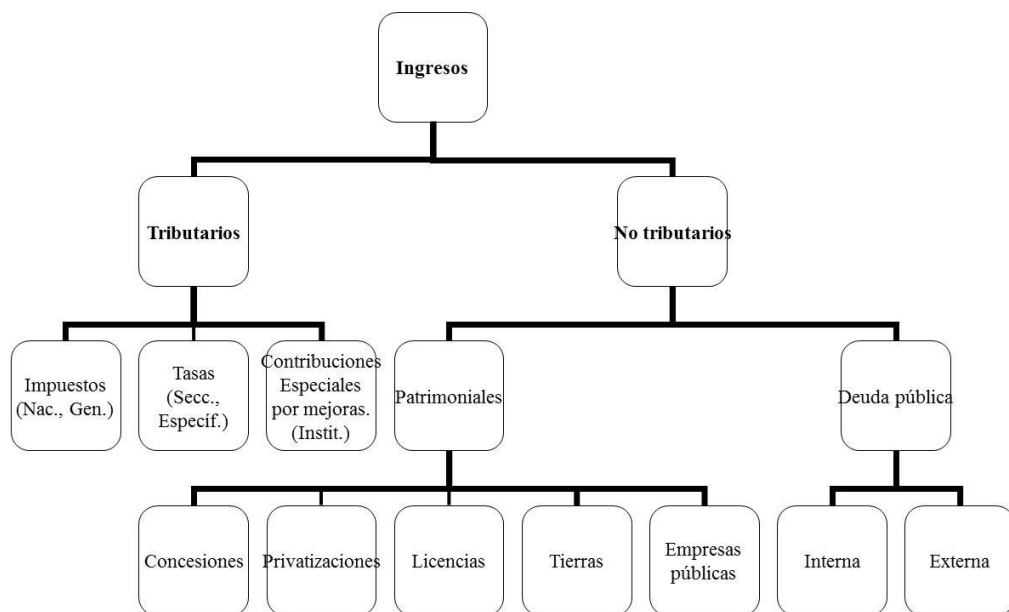 Ingresos
Tributarios
No tributarios
Impuestos
(Nac., Gen.)
Tasas
(Secc.,
Específ.)
Contribuciones
Especiales
por mejoras.
(Instit.)
Patrimoniales
Deuda pública
Concesiones
Privatizaciones
Licencias
Tierras
Empresas
públicas
Interna
Externa